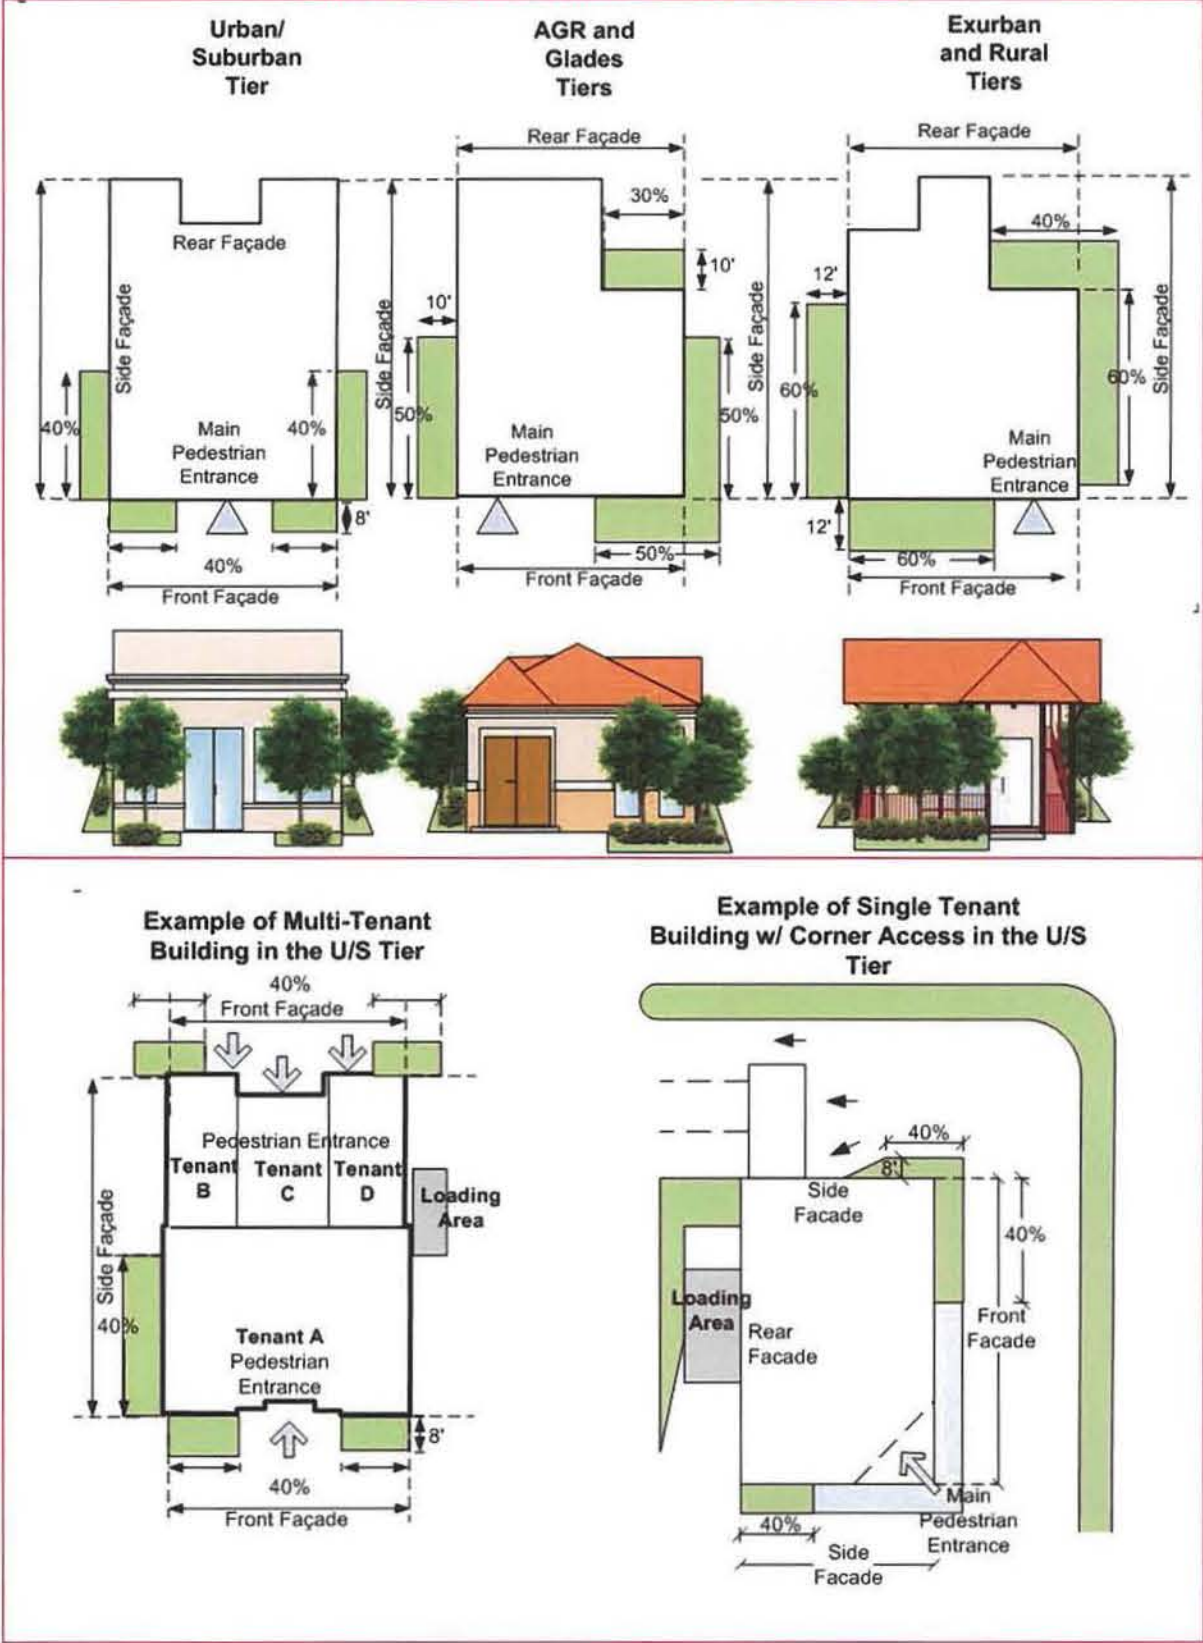 Urban/
Suburban
Tier
AGR and
Glades
Tiers
Exurban
and Rural
Tiers
Rear Façade
Side Façade
40%
Main
Pedestrian
Entrance
40%
8'
40%
Front Façade
Rear Façade
30%
10'
10'
Side Façade
50%
Main
Pedestrian
Entrance
50%
50%
Front Façade
Rear Façade
40%
12'
Side Façade
60%
60%
Side Façade
Main
Pedestrian
Entrance
12'
60%
Front Façade
Example of Multi-Tenant
Building in the U/S Tier
40%
Front Façade
Pedestrian Entrance
Tenant
B
Tenant
C
Tenant
D
Loading
Area
Side Façade
40%
Tenant A
Pedestrian
Entrance
8'
40%
Front Façade
Example of Single Tenant
Building w/ Corner Access in the U/S
Tier
40%
8'
Side
Facade
40%
Loading
Area
Rear
Facade
Front
Facade
Main
Pedestrian
Entrance
40%
Side
Facade